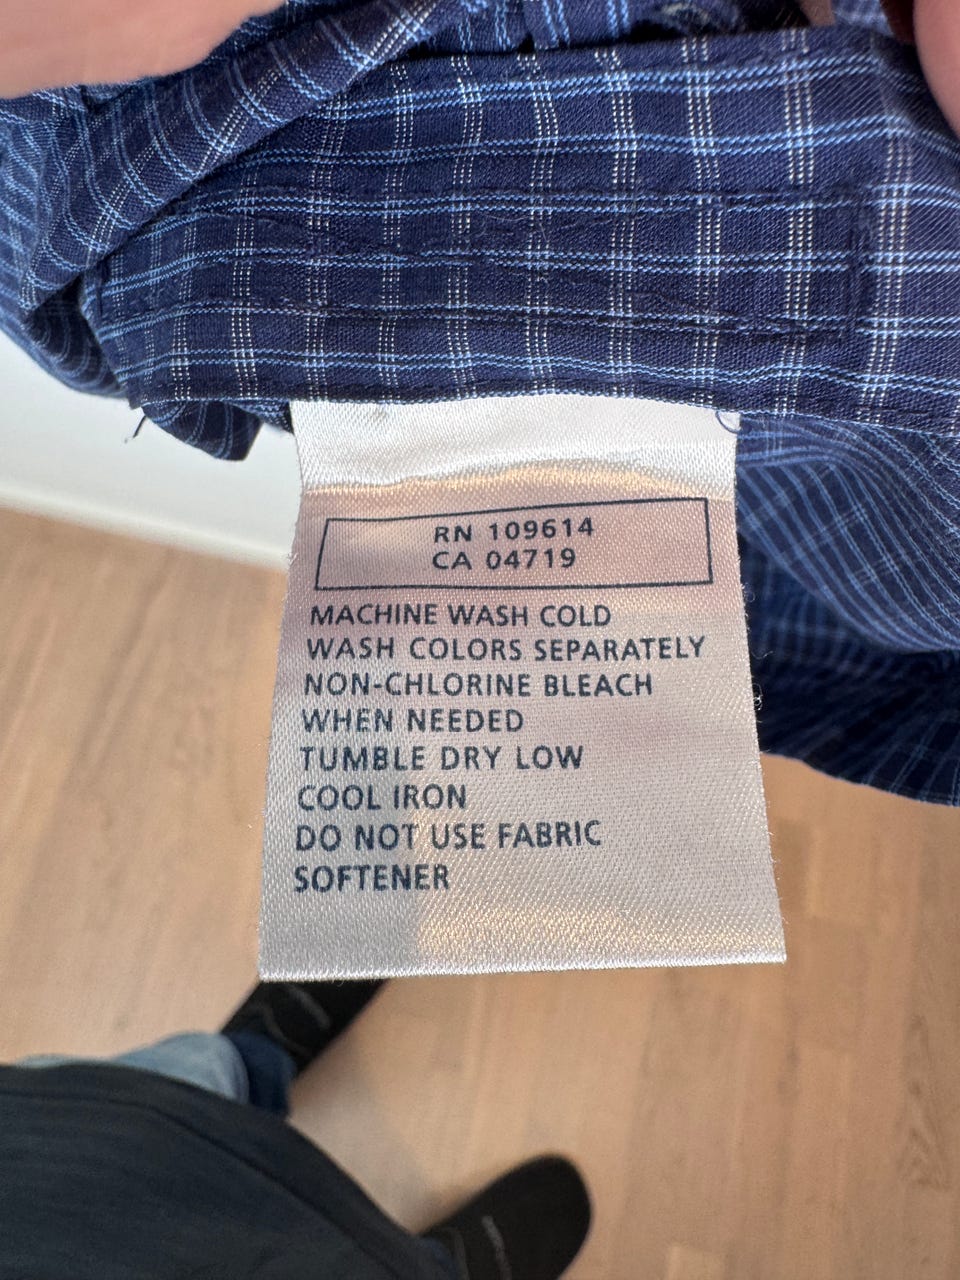 RN 109614
CA 04719
MACHINE WASH COLD
WASH COLORS SEPARATELY
NON-CHLORINE BLEACH
WHEN NEEDED
TUMBLE DRY LOW
COOL IRON
DO NOT USE FABRIC
SOFTENER